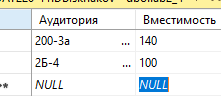 Аудитория Вместимость
200-3а ... 140
2Б-4 ... 100
NULL NULL